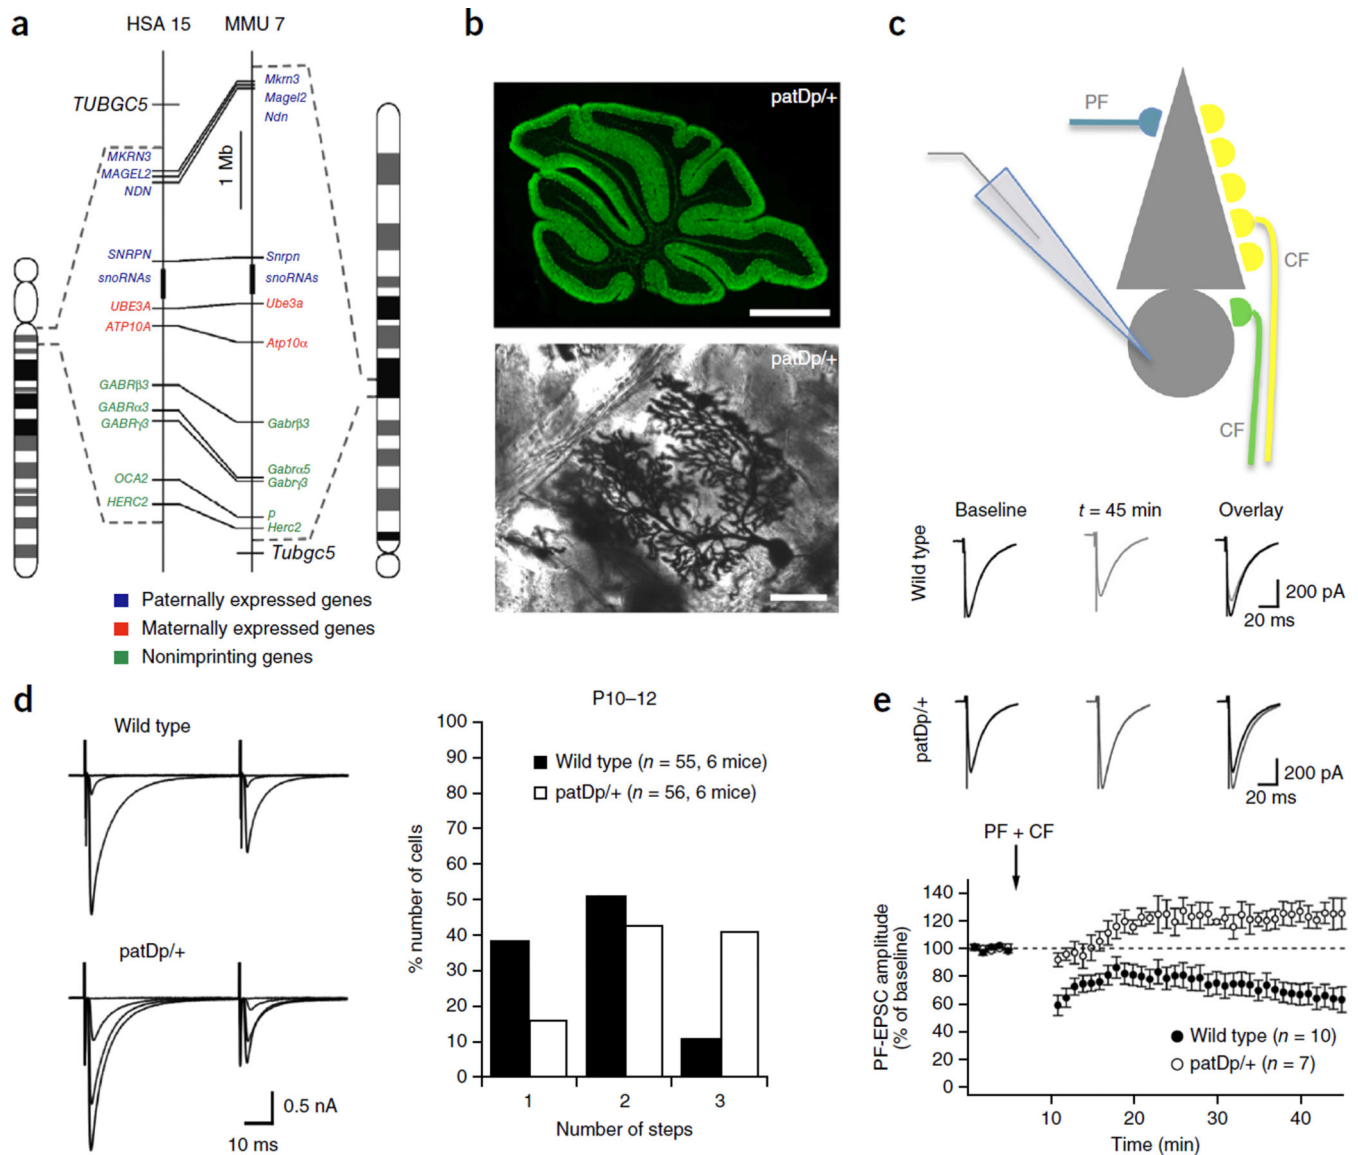 a
HSA 15
MMU 7
TUBGC5
MKRN3
MAGEL2
NDN
SNRPN
snoRNAs
UBE3A
ATP10A
GABRβ3
GABRα3
GABRγ3
OCA2
HERC2
1 Mb
Mkrn3
Magel2
Ndn
Snrpn
snoRNAs
Ube3a
Atp10α
Gabrβ3
Gabrα5
Gabrγ3
p
Herc2
Tubgc5
Paternally expressed genes
Maternally expressed genes
Nonimprinting genes
b
patDp/+
patDp/+
c
PF
CF
CF
Baseline
t = 45 min
Overlay
Wild type
200 pA
20 ms
d
Wild type
patDp/+
0.5 nA
10 ms
P10–12
Wild type (n = 55, 6 mice)
patDp/+ (n = 56, 6 mice)
% number of cells
100
90
80
70
60
50
40
30
20
10
0
1 2 3
Number of steps
e
patDp/+
200 pA
20 ms
PF + CF
PF-EPSC amplitude
(% of baseline)
140
120
100
80
60
40
20
0
Wild type (n = 10)
patDp/+ (n = 7)
10 20 30 40
Time (min)